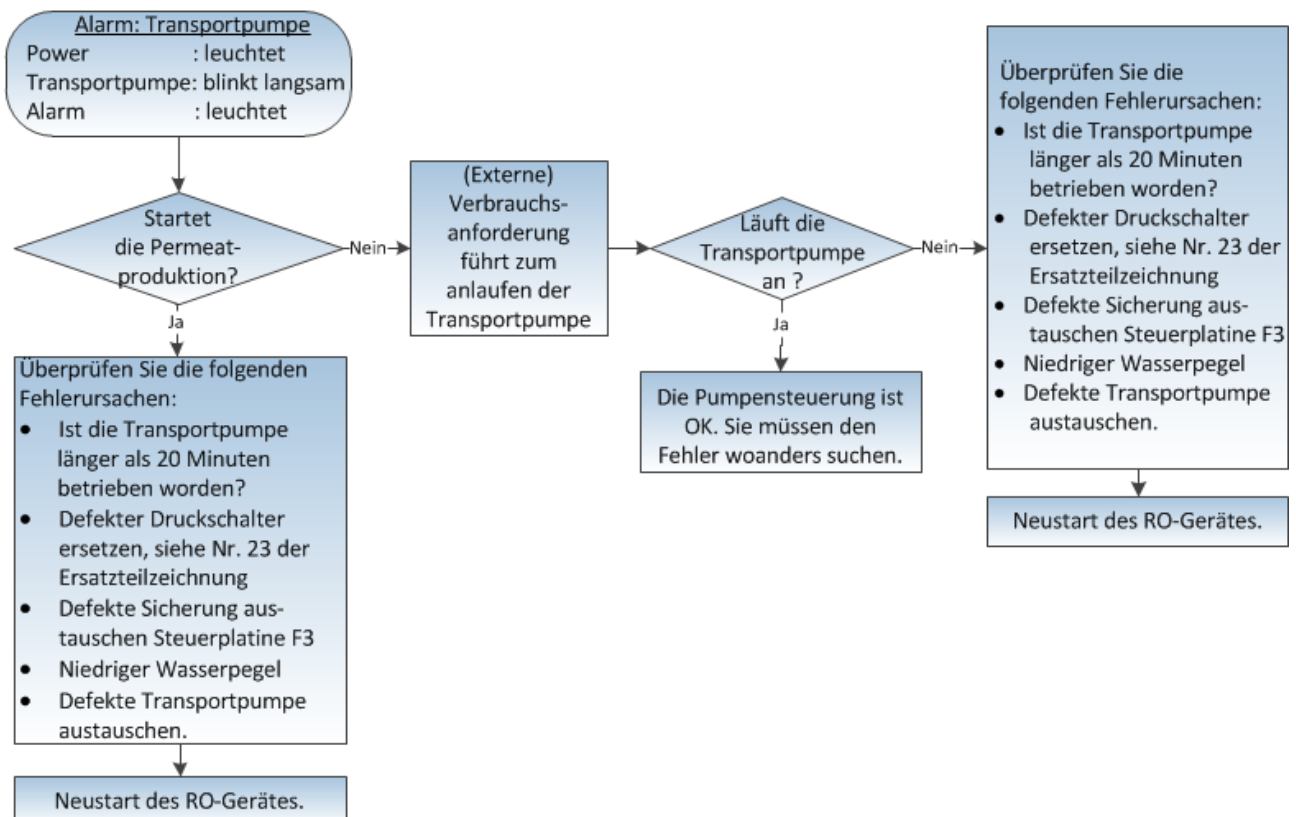 Alarm: Transportpumpe
Power : leuchtet
Transportpumpe: blinkt langsam
Alarm : leuchtet
Startet
die Permeat-
produktion?
Nein
(Externe)
Verbrauchs-
anforderung
führt zum
anlaufen der
Transportpumpe
Läuft die
Transportpumpe
an ?
Nein
Überprüfen Sie die
folgenden Fehlerursachen:
• Ist die Transportpumpe
länger als 20 Minuten
betrieben worden?
• Defekter Druckschalter
ersetzen, siehe Nr. 23 der
Ersatzteilzeichnung
• Defekte Sicherung aus-
tauschen Steuerplatine F3
• Niedriger Wasserpegel
• Defekte Transportpumpe
austauschen.
Neustart des RO-Gerätes.
Ja
Die Pumpensteuerung ist
OK. Sie müssen den
Fehler woanders suchen.
Ja
Überprüfen Sie die folgenden
Fehlerursachen:
• Ist die Transportpumpe
länger als 20 Minuten
betrieben worden?
• Defekter Druckschalter
ersetzen, siehe Nr. 23 der
Ersatzteilzeichnung
• Defekte Sicherung aus-
tauschen Steuerplatine F3
• Niedriger Wasserpegel
• Defekte Transportpumpe
austauschen.
Neustart des RO-Gerätes.